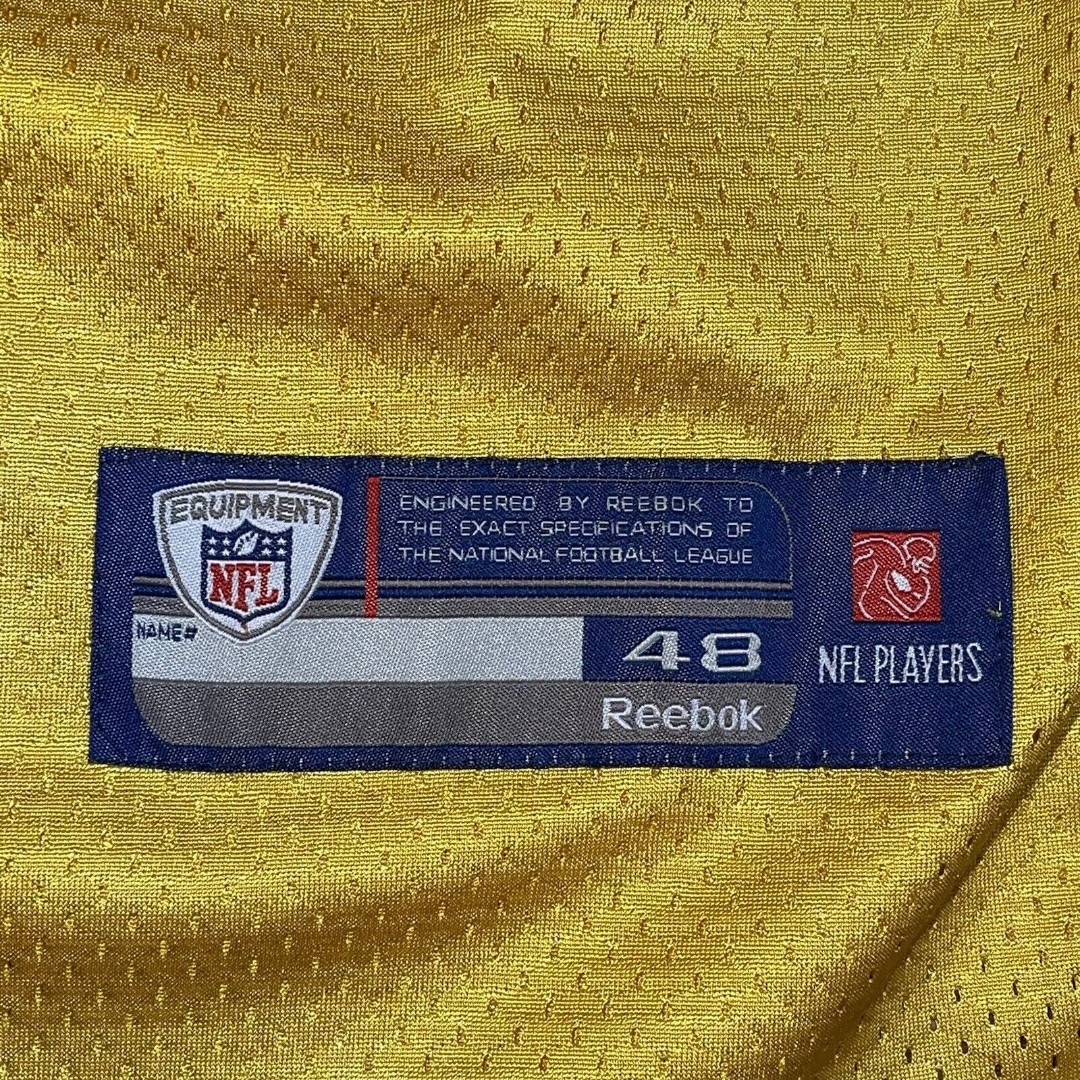 EQUIPMENT
NFL
ENGINEERED BY REEBOK TO
THE EXACT SPECIFICATIONS OF
THE NATIONAL FOOTBALL LEAGUE
NAME#
48
Reebok
NFL PLAYERS